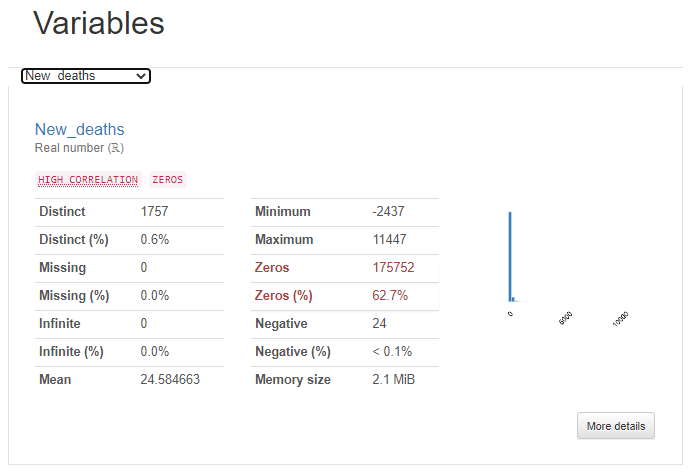 Variables
New_deaths
New_deaths
Real number (ℝ)
HIGH CORRELATION ZEROS
Distinct 1757
Distinct (%) 0.6%
Missing 0
Missing (%) 0.0%
Infinite 0
Infinite (%) 0.0%
Mean 24.584663
Minimum -2437
Maximum 11447
Zeros 175752
Zeros (%) 62.7%
Negative 24
Negative (%) < 0.1%
Memory size 2.1 MiB
0 5000 10000
More details